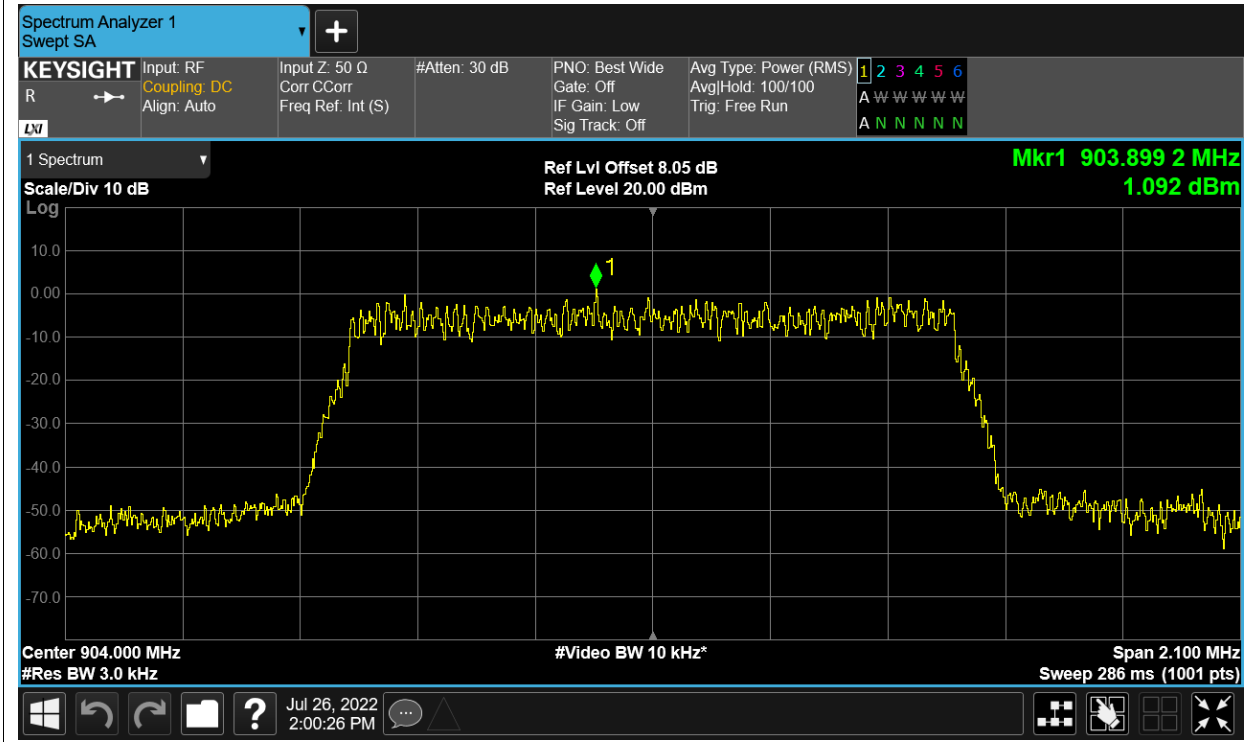 Spectrum Analyzer 1
Swept SA
KEYSIGHT
R
LXI
Input: RF
Coupling: DC
Align: Auto
Input Z: 50 Ω
Corr CCorr
Freq Ref: Int (S)
#Atten: 30 dB
PNO: Best Wide
Gate: Off
IF Gain: Low
Sig Track: Off
Avg Type: Power (RMS)
Avg|Hold: 100/100
Trig: Free Run
1 2 3 4 5 6
A W W W W W
A N N N N N
1 Spectrum
Scale/Div 10 dB
Log
Ref Lvl Offset 8.05 dB
Ref Level 20.00 dBm
Mkr1 903.899 2 MHz
1.092 dBm
10.0
0.00
-10.0
-20.0
-30.0
-40.0
-50.0
-60.0
-70.0
1
Center 904.000 MHz
#Res BW 3.0 kHz
#Video BW 10 kHz*
Span 2.100 MHz
Sweep 286 ms (1001 pts)
?
Jul 26, 2022
2:00:26 PM